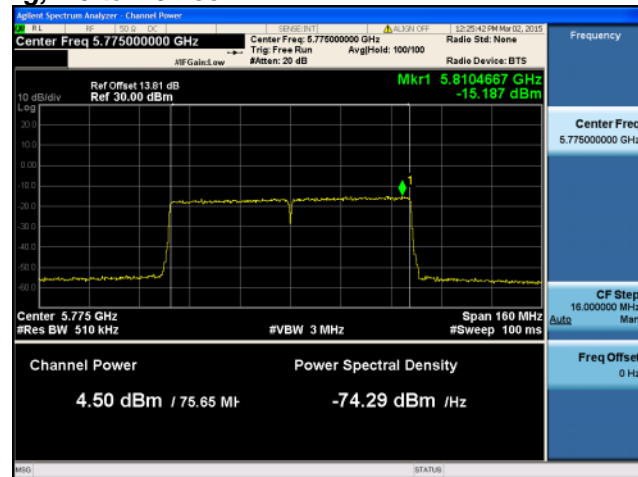 Agilent Spectrum Analyzer - Channel Power
RL RF 50 Ω DC SENSE:INT ALIGN OFF 12:25:42 PM Mar 02, 2015
Center Freq 5.775000000 GHz
Center Freq: 5.775000000 GHz
Radio Std: None
Trig: Free Run Avg|Hold: 100/100
#IFGain:Low #Atten: 20 dB Radio Device: BTS
Frequency
Mkr1 5.8104667 GHz
-15.187 dBm
Ref Offset 13.81 dB
10 dB/div Ref 30.00 dBm
Log
20.0
10.0
0.00
-10.0
-20.0
-30.0
-40.0
-50.0
-60.0
1
Center 5.775 GHz Span 160 MHz
#Res BW 510 kHz #VBW 3 MHz #Sweep 100 ms
Channel Power Power Spectral Density
4.50 dBm / 75.65 MH -74.29 dBm /Hz
Center Freq
5.775000000 GHz
CF Step
16.000000 MHz
Auto Man
Freq Offset
0 Hz
MSG STATUS